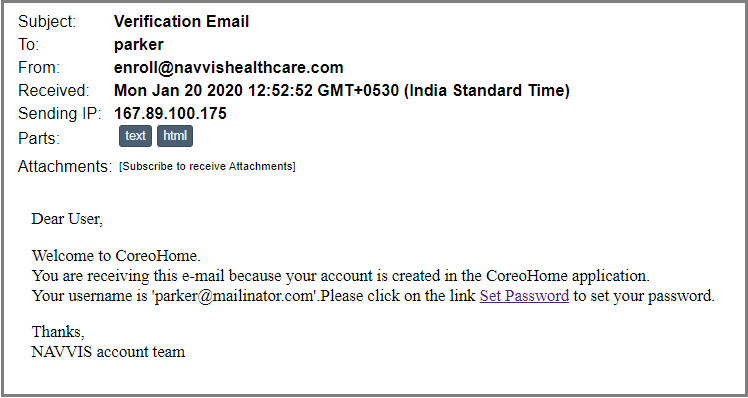 Subject: Verification Email
To: parker
From: enroll@navvishealthcare.com
Received: Mon Jan 20 2020 12:52:52 GMT+0530 (India Standard Time)
Sending IP: 167.89.100.175
Parts: text html
Attachments: [Subscribe to receive Attachments]
Dear User,
Welcome to CoreoHome.
You are receiving this e-mail because your account is created in the CoreoHome application.
Your username is 'parker@mailinator.com'.Please click on the link Set Password to set your password.
Thanks,
NAVVIS account team